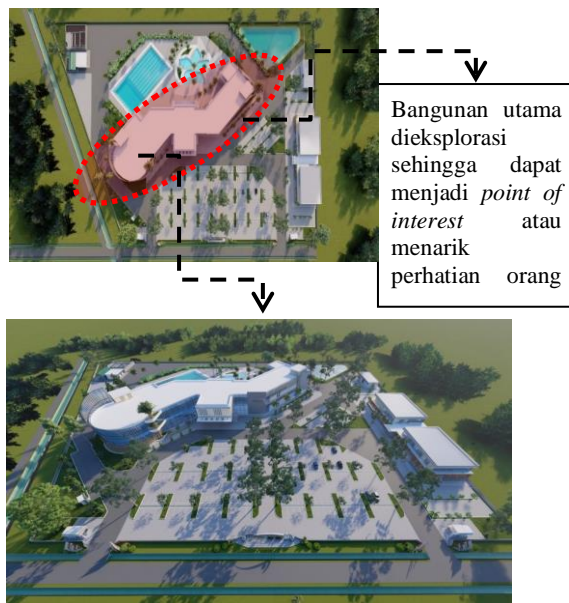 Bangunan utama
dieksplorasi
sehingga dapat
menjadi point of
interest atau
menarik
perhatian orang